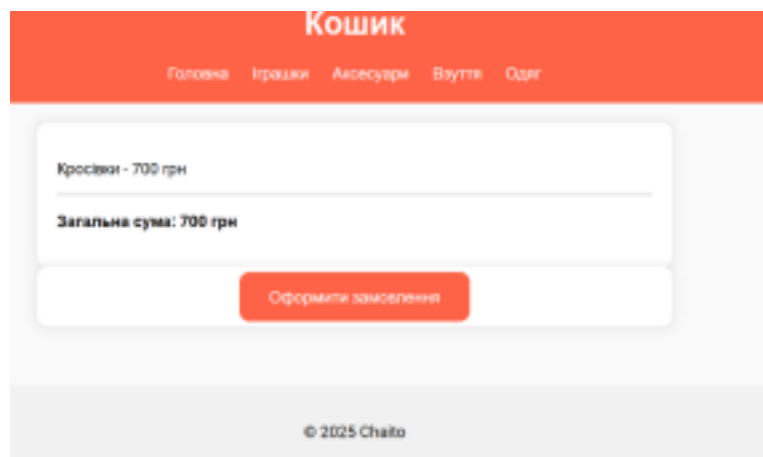 Кошик
Головна Іграшки Аксесуари Взуття Одяг
Кросівки - 700 грн
Загальна сума: 700 грн
Оформити замовлення
© 2025 Chaito